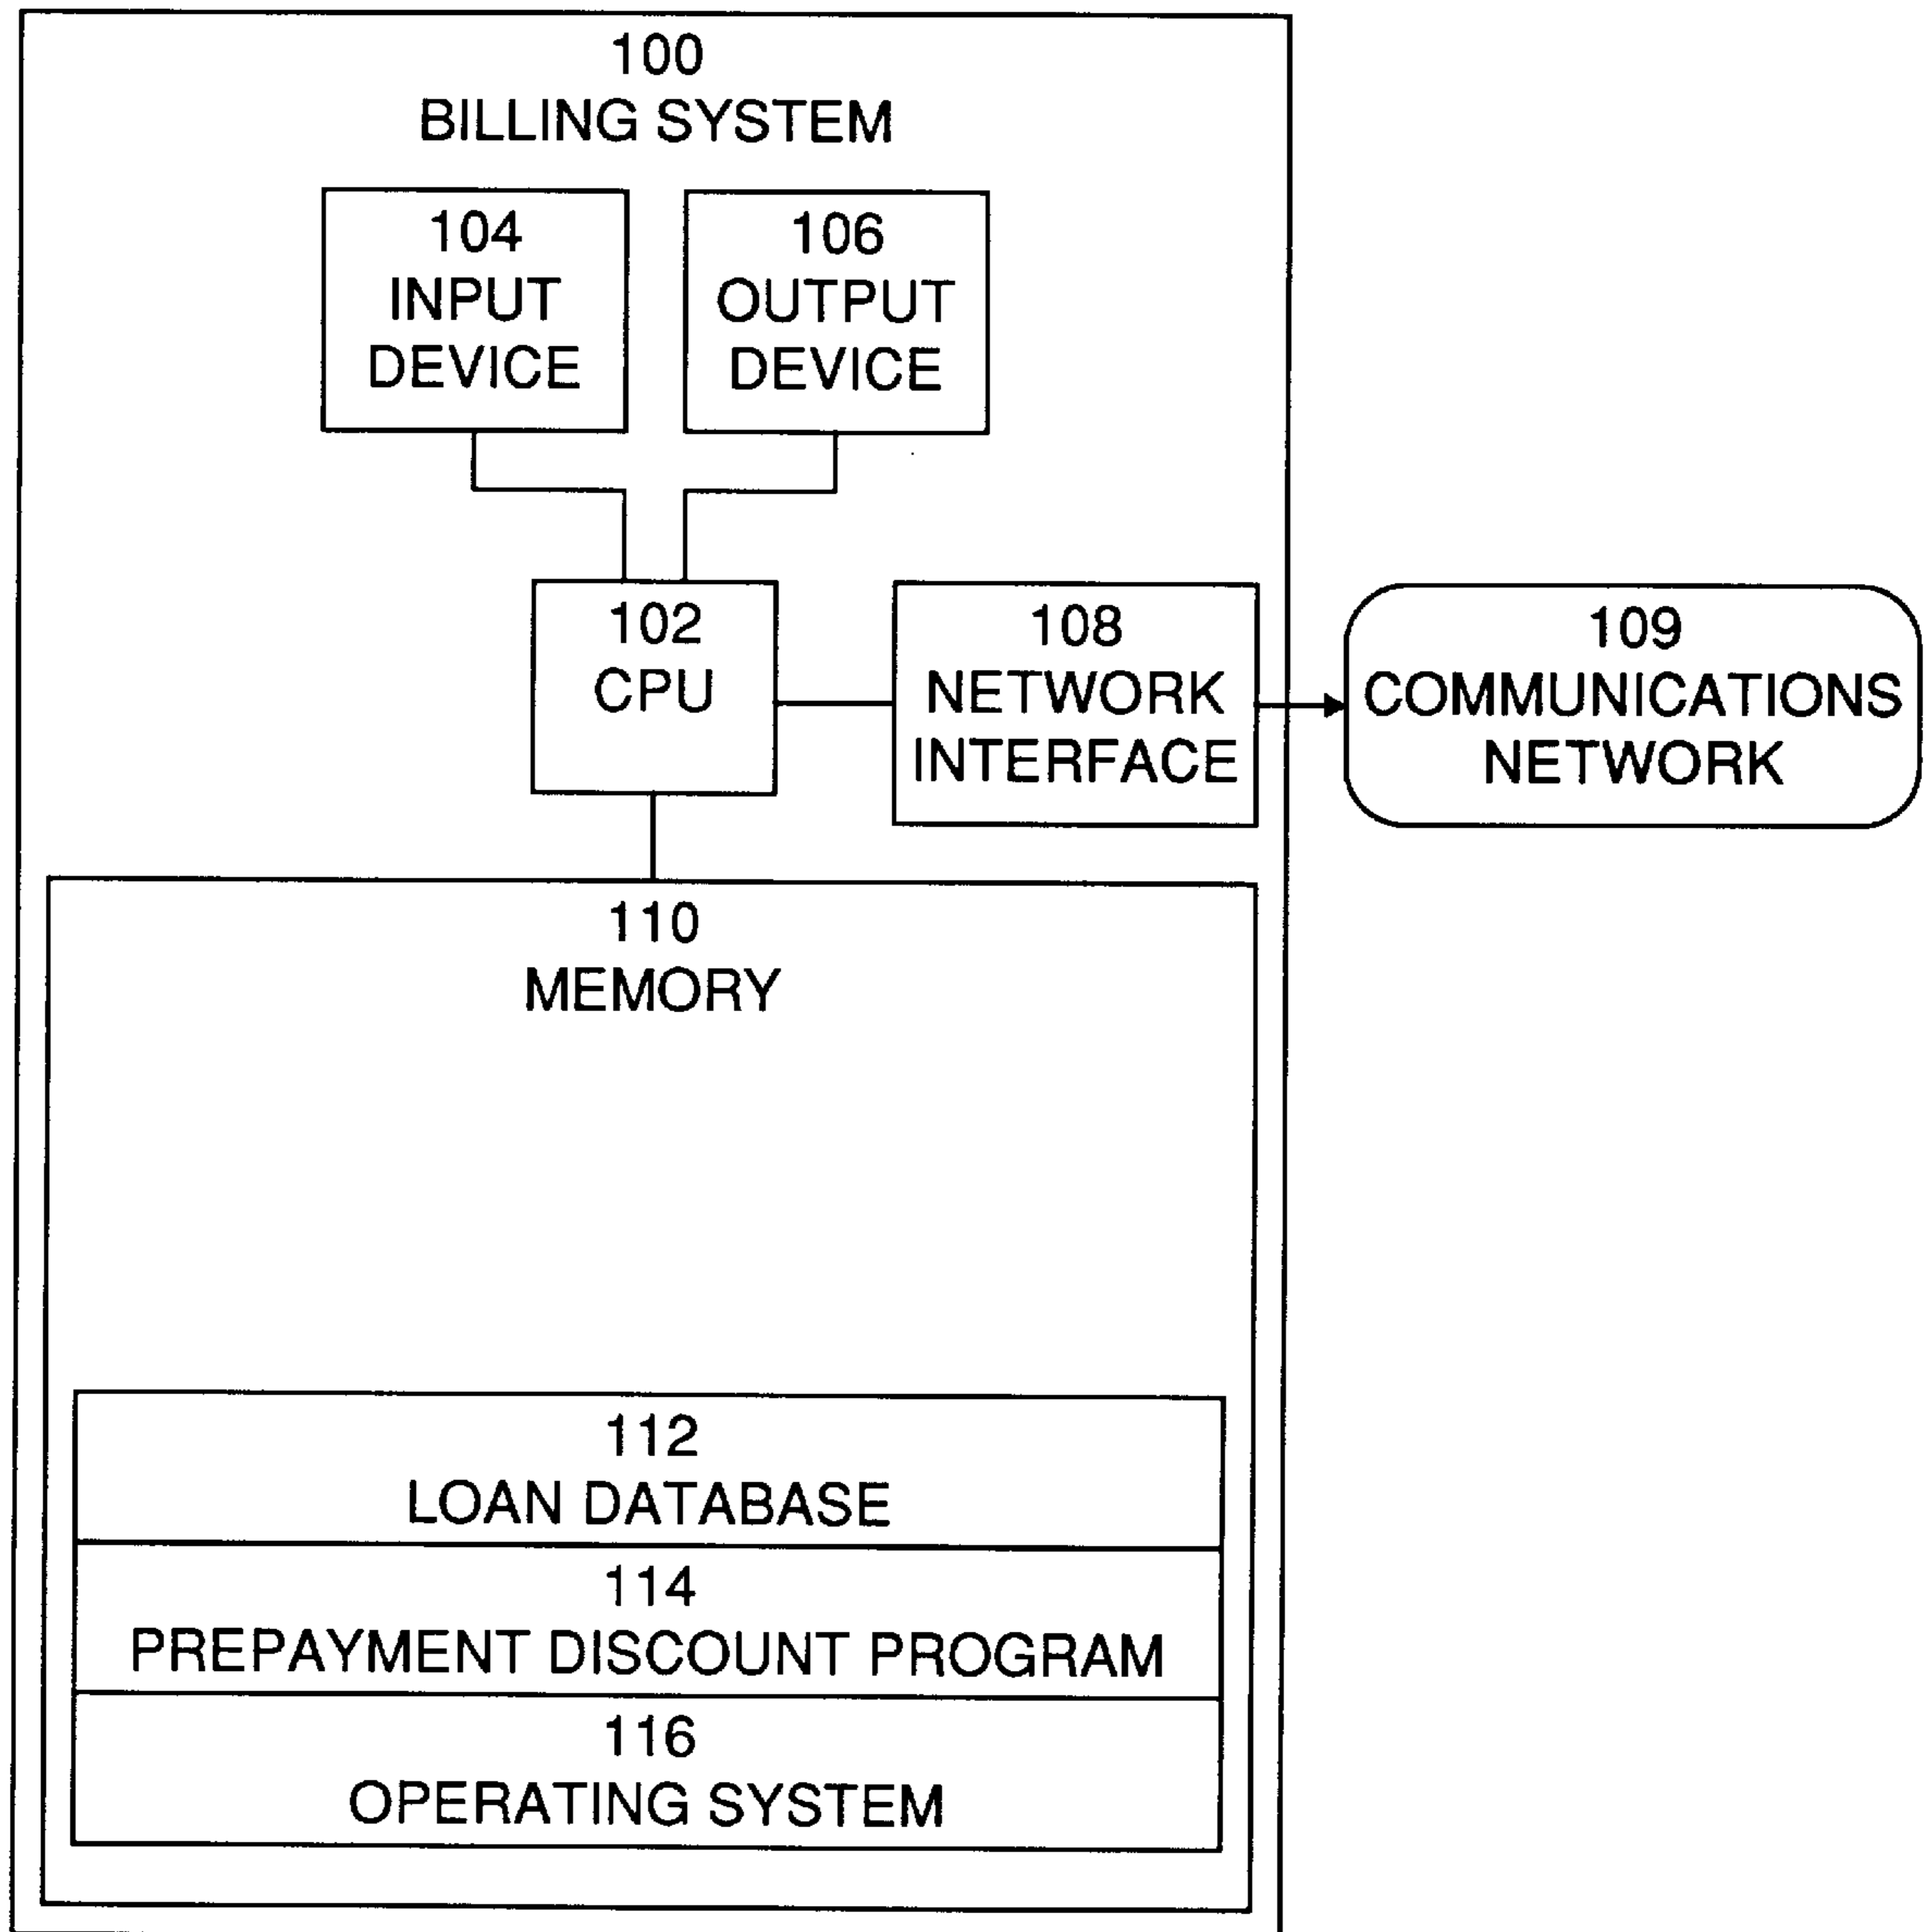 100
BILLING SYSTEM
104
INPUT
DEVICE
106
OUTPUT
DEVICE
102
CPU
108
NETWORK
INTERFACE
109
COMMUNICATIONS
NETWORK
110
MEMORY
112
LOAN DATABASE
114
PREPAYMENT DISCOUNT PROGRAM
116
OPERATING SYSTEM